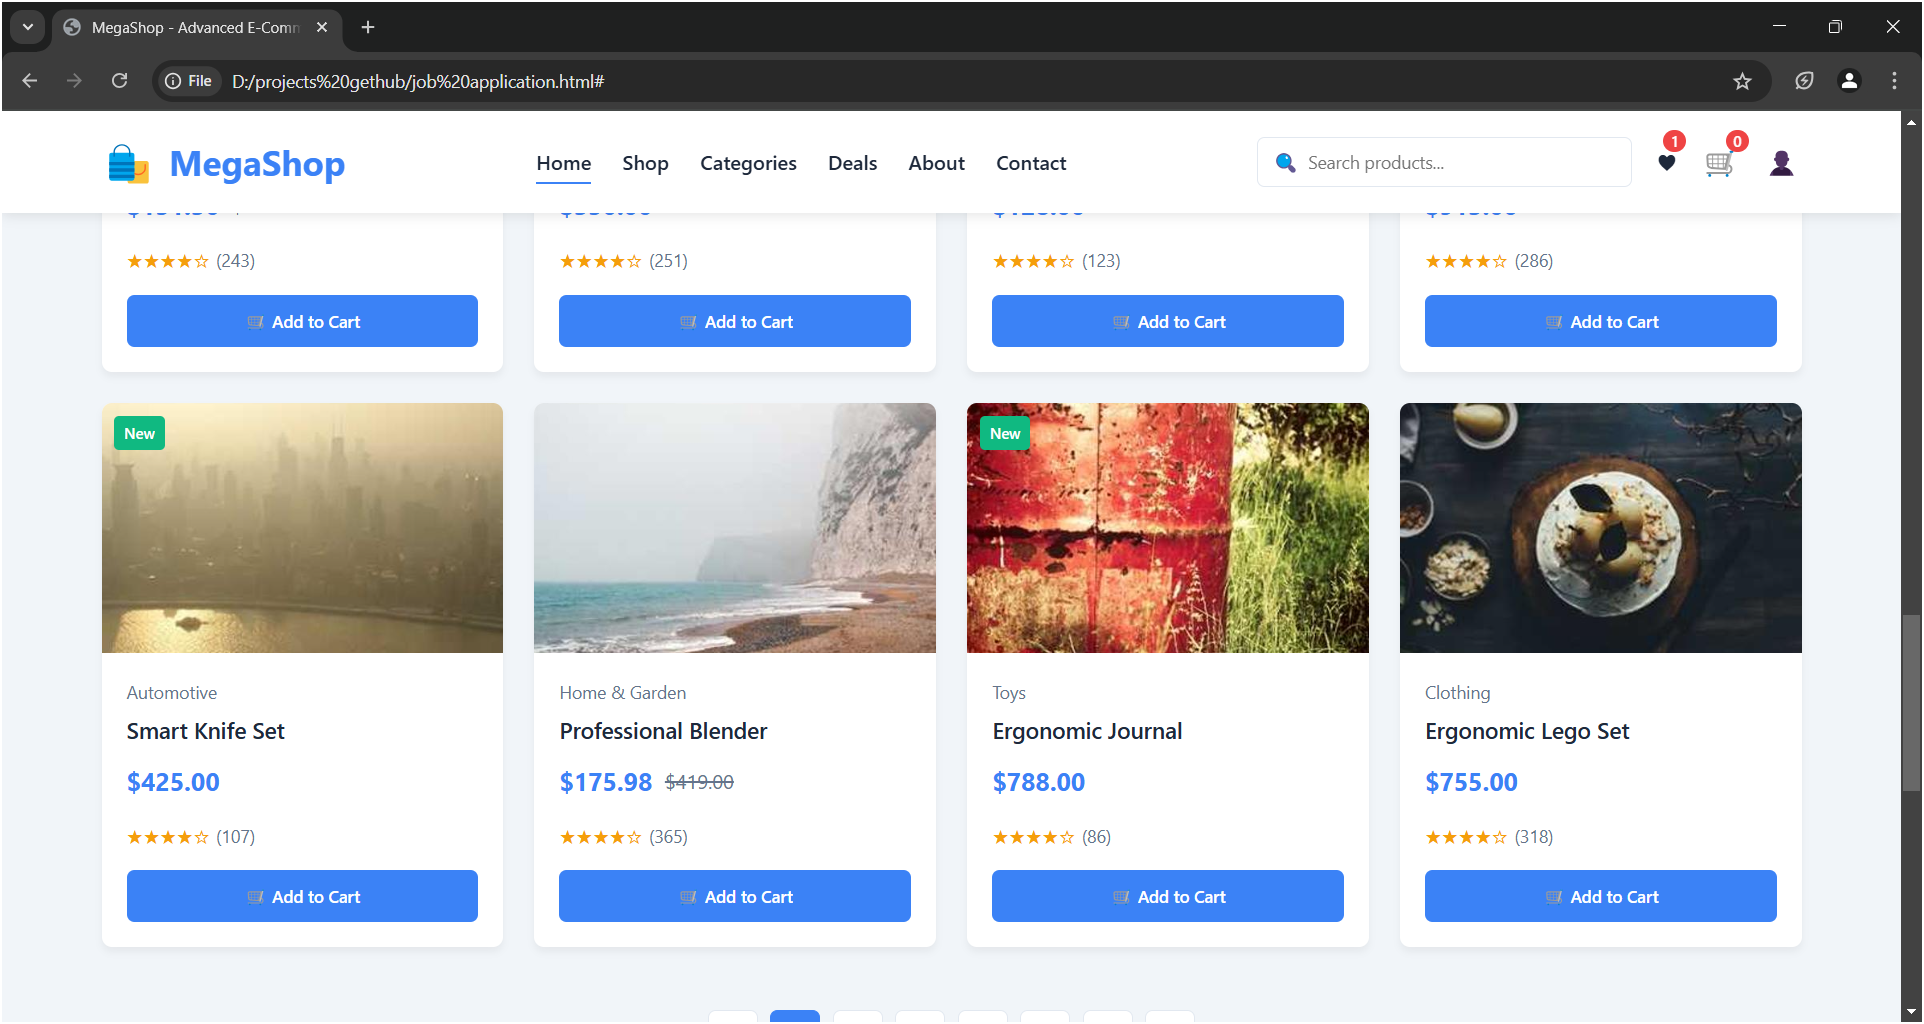 MegaShop - Advanced E-Comm
File D:/projects%20gethub/job%20application.html#
MegaShop Home Shop Categories Deals About Contact Search products... 1 0
★★★★☆ (243) ★★★★☆ (251) ★★★★☆ (123) ★★★★☆ (286)
Add to Cart Add to Cart Add to Cart Add to Cart
New New
Automotive Home & Garden Toys Clothing
Smart Knife Set Professional Blender Ergonomic Journal Ergonomic Lego Set
$425.00 $175.98 $419.00 $788.00 $755.00
★★★★☆ (107) ★★★★☆ (365) ★★★★☆ (86) ★★★★☆ (318)
Add to Cart Add to Cart Add to Cart Add to Cart